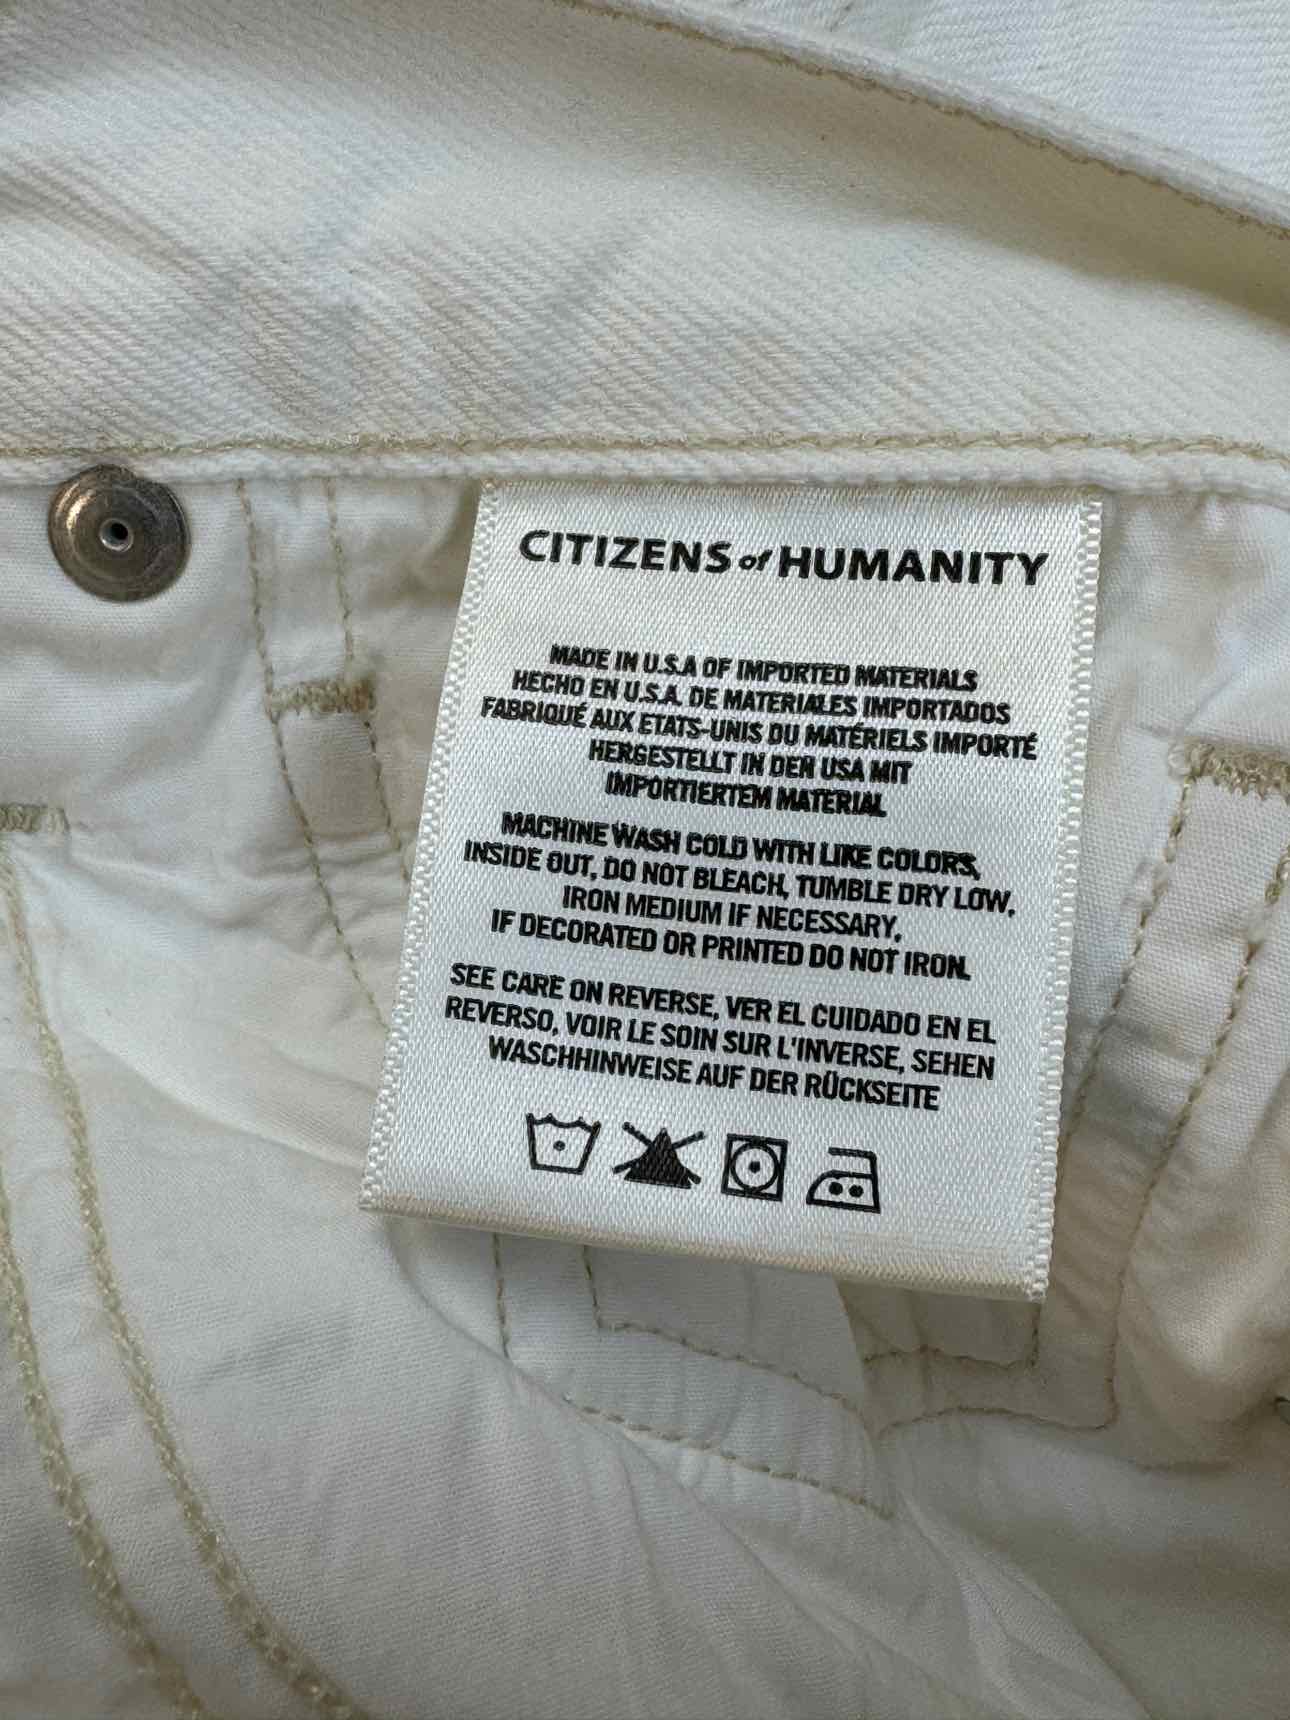 CITIZENS of HUMANITY
MADE IN U.S.A OF IMPORTED MATERIALS
HECHO EN U.S.A. DE MATERIALES IMPORTADOS
FABRIQUÉ AUX ETATS-UNIS DU MATÉRIELS IMPORTÉ
HERGESTELLT IN DEN USA MIT
IMPORTIERTEM MATERIAL
MACHINE WASH COLD WITH LIKE COLORS,
INSIDE OUT, DO NOT BLEACH, TUMBLE DRY LOW,
IRON MEDIUM IF NECESSARY,
IF DECORATED OR PRINTED DO NOT IRON.
SEE CARE ON REVERSE, VER EL CUIDADO EN EL
REVERSO, VOIR LE SOIN SUR L'INVERSE, SEHEN
WASCHHINWEISE AUF DER RÜCKSEITE